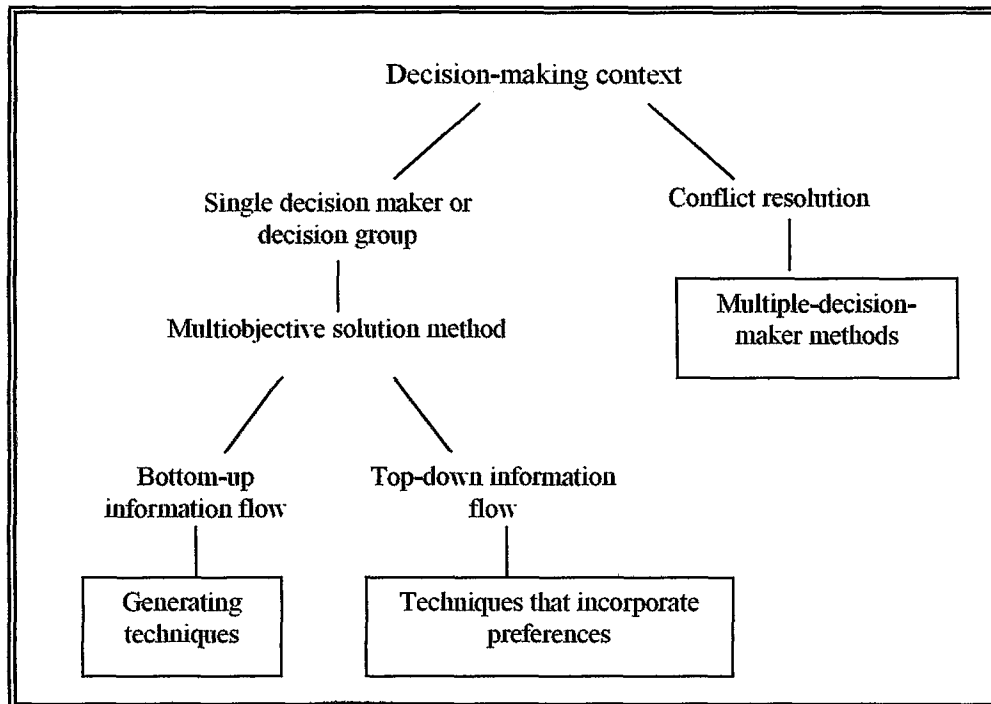 Decision-making context
Single decision maker or
decision group
Conflict resolution
Multiobjective solution method
Multiple-decision-
maker methods
Bottom-up
information flow
Top-down information
flow
Generating
techniques
Techniques that incorporate
preferences